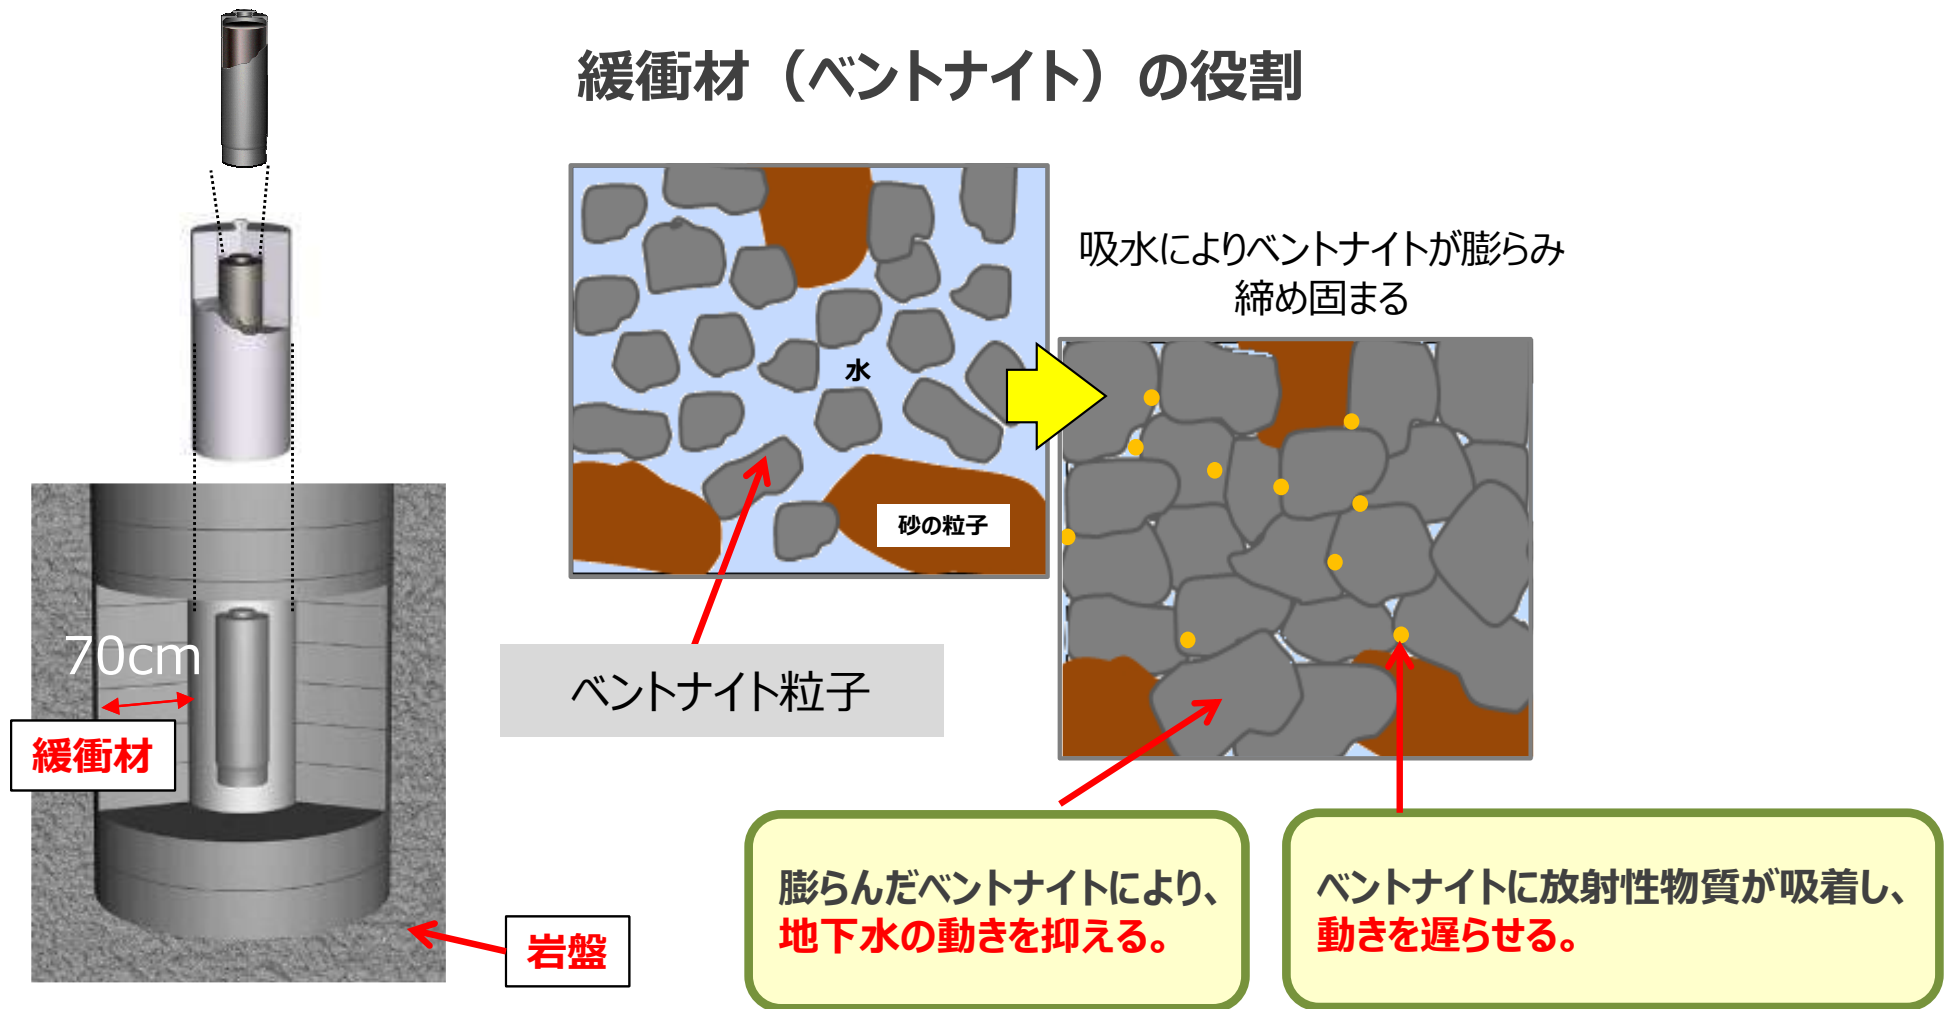 緩衝材（ベントナイト）の役割
吸水によりベントナイトが膨らみ
締め固まる
水
砂の粒子
ベントナイト粒子
70cm
緩衝材
岩盤
膨らんだベントナイトにより、
地下水の動きを抑える。
ベントナイトに放射性物質が吸着し、
動きを遅らせる。